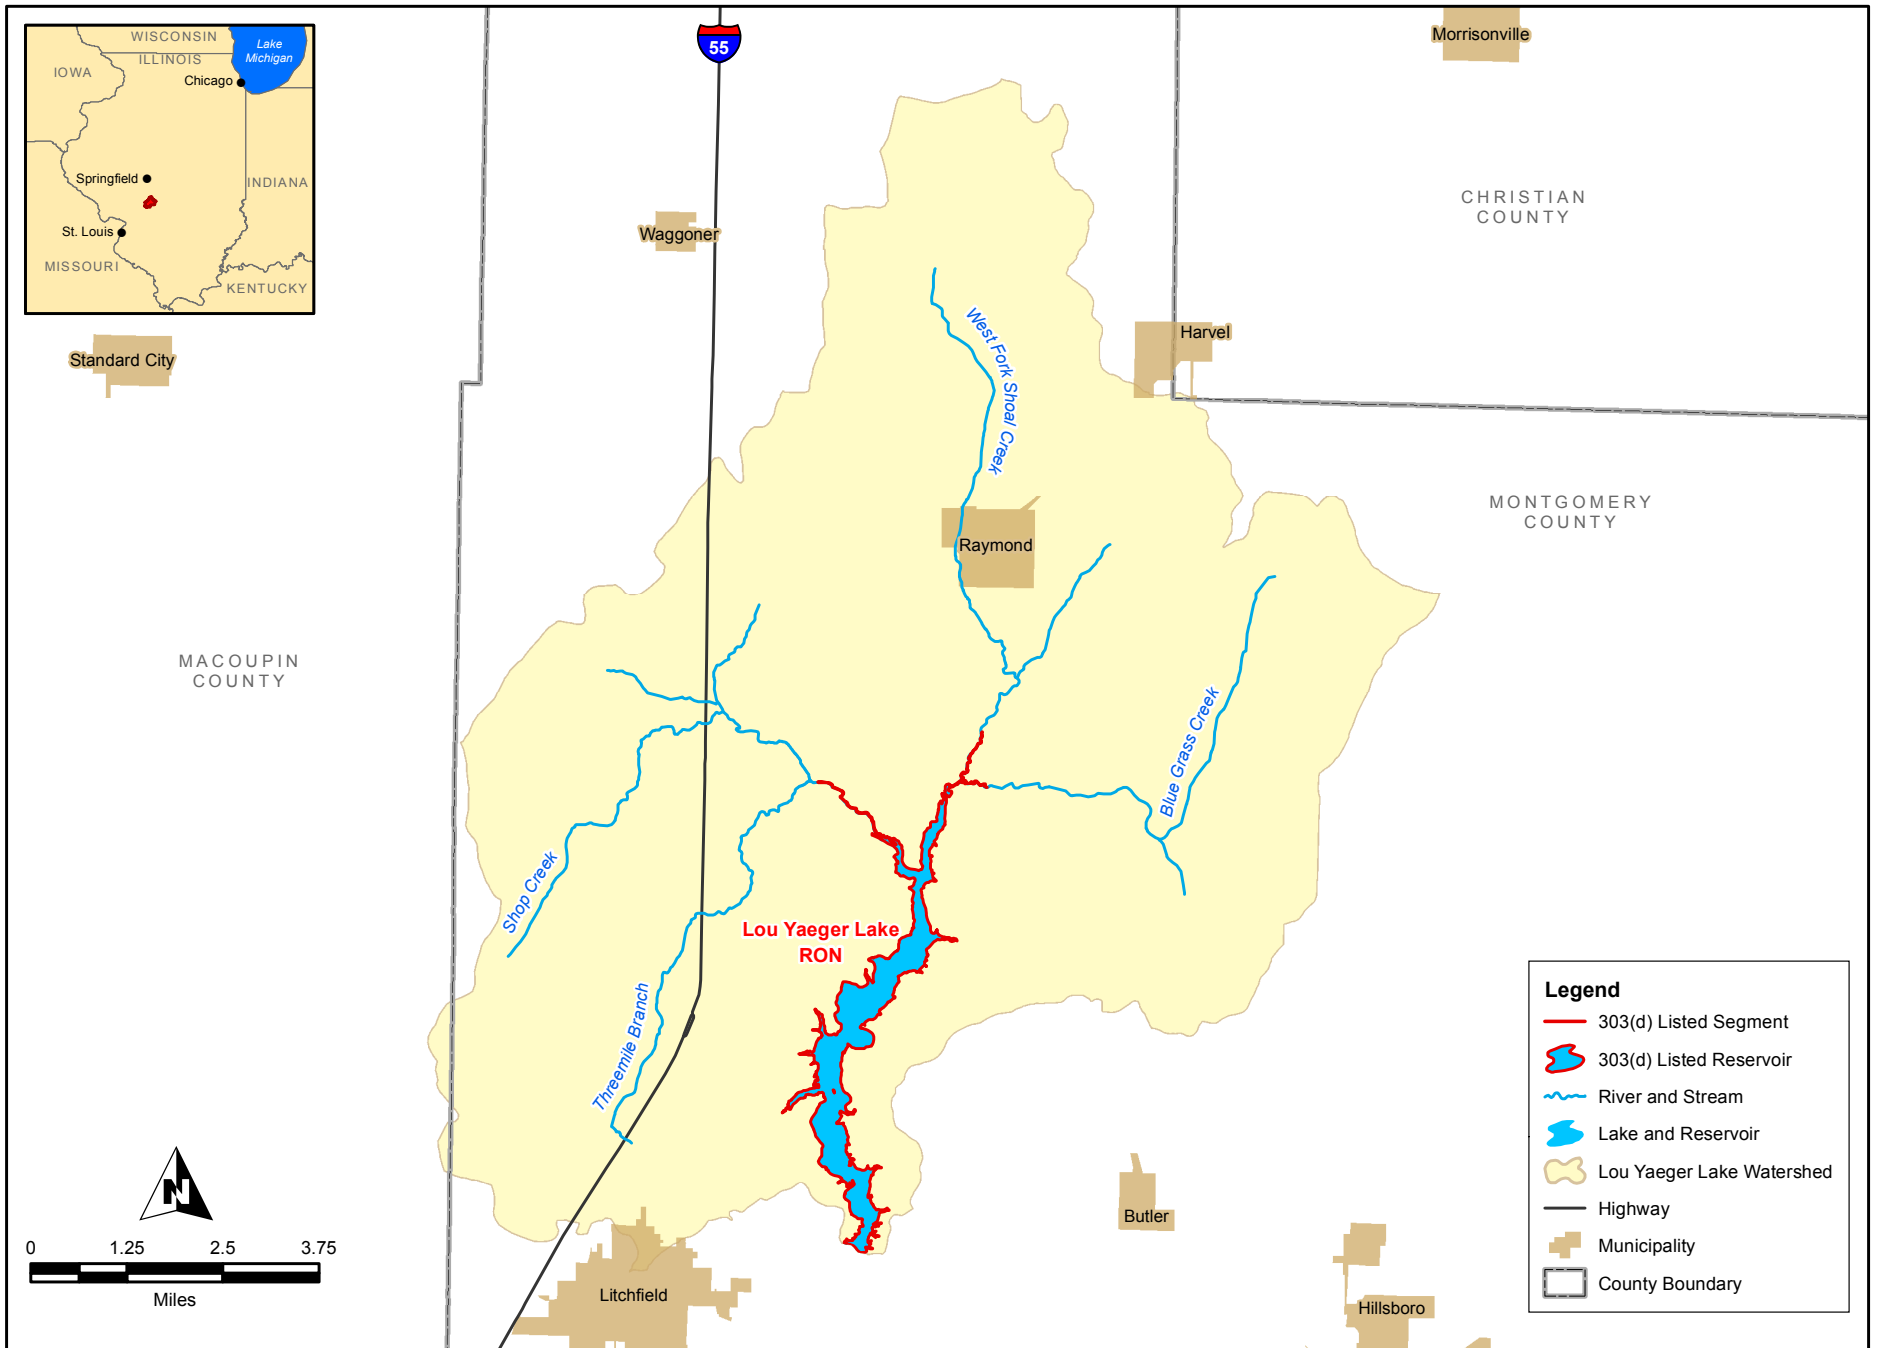 WISCONSIN
Lake
Michigan
ILLINOIS
IOWA
Chicago
Springfield
INDIANA
St. Louis
MISSOURI
KENTUCKY
55
Morrisonville
CHRISTIAN
COUNTY
Waggoner
Harvel
Standard City
West Fork Shoal Creek
MONTGOMERY
COUNTY
Raymond
MACOUPIN
COUNTY
Blue Grass Creek
Shop Creek
Lou Yaeger Lake
RON
Threemile Branch
Butler
Litchfield
Hillsboro
N
0 1.25 2.5 3.75
Miles
Legend
303(d) Listed Segment
303(d) Listed Reservoir
River and Stream
Lake and Reservoir
Lou Yaeger Lake Watershed
Highway
Municipality
County Boundary